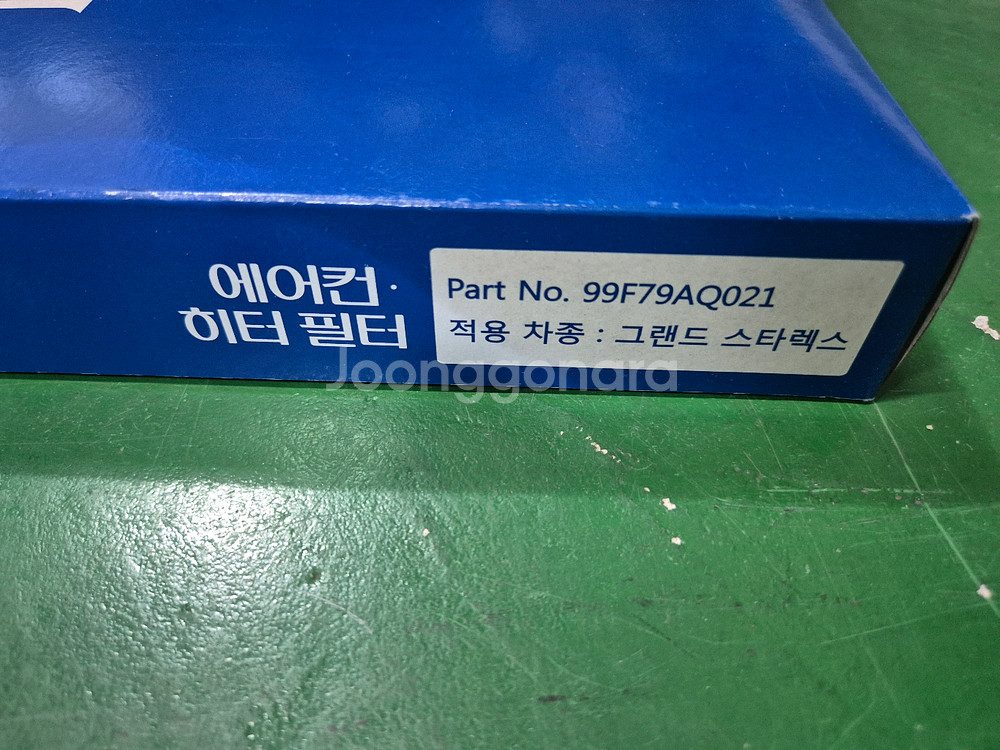 에어컨·
히터 필터
Part No. 99F79AQ021
적용 차종 : 그랜드 스타렉스
Joonggonara